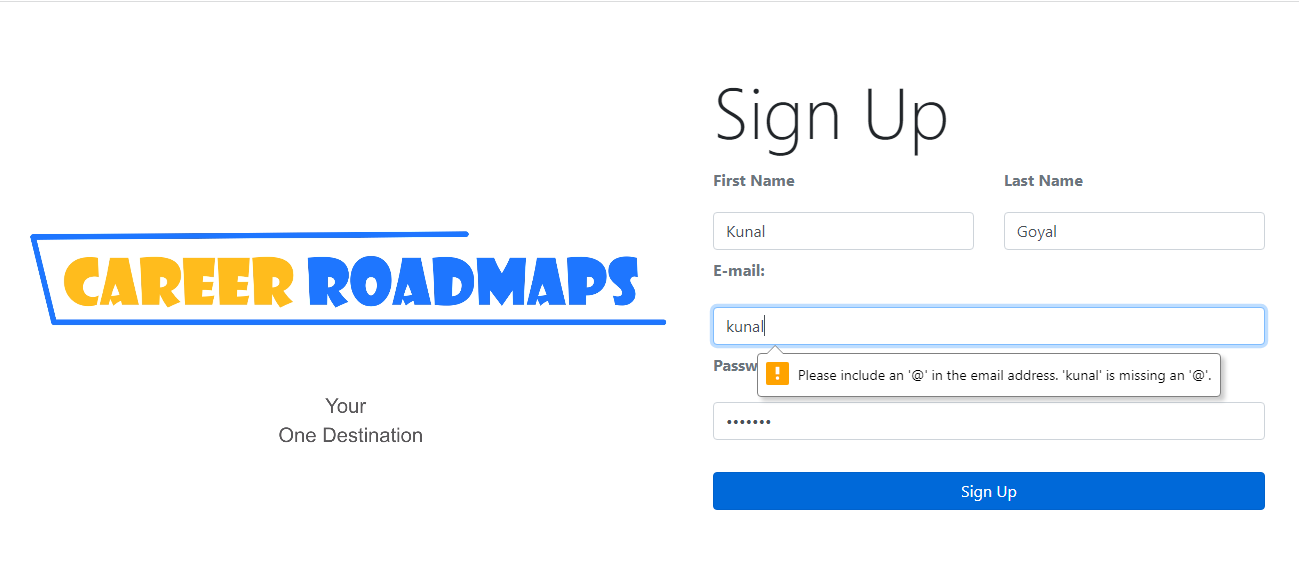 Sign Up
First Name
Last Name
Kunal
Goyal
E-mail:
kunal
Passw
Please include an '@' in the email address. 'kunal' is missing an '@'.
•••••••
Sign Up
CAREER ROADMAPS
Your
One Destination